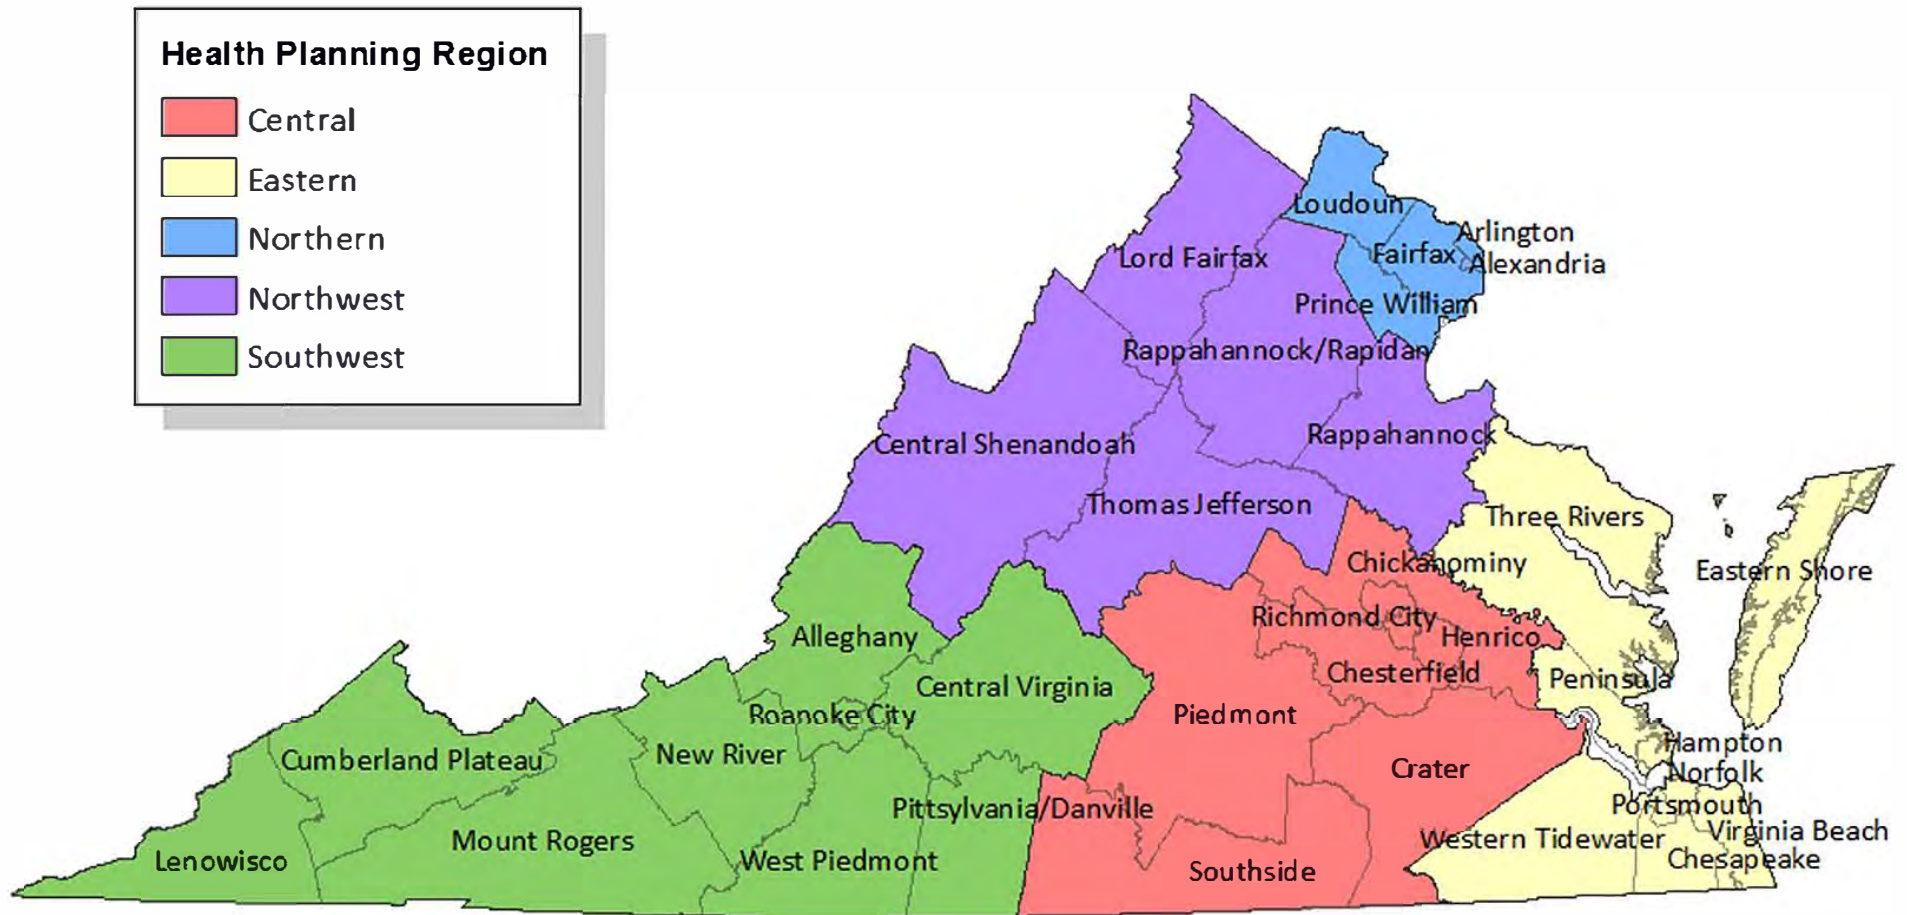 Health Planning Region
Central
Eastern
Northern
Northwest
Southwest
Loudoun
Arlington
Fairfax
Alexandria
Lord Fairfax
Prince William
Rappahannock/Rapidan
Central Shenandoah
Rappahannock
Thomas Jefferson
Three Rivers
Chickahominy
Eastern Shore
Richmond City
Henrico
Alleghany
Chesterfield
Peninsula
Central Virginia
Roanoke City
Piedmont
Hampton
New River
Cumberland Plateau
Crater
Norfolk
Pittsylvania/Danville
Portsmouth
Virginia Beach
Mount Rogers
Western Tidewater
Chesapeake
Lenowisco
West Piedmont
Southside